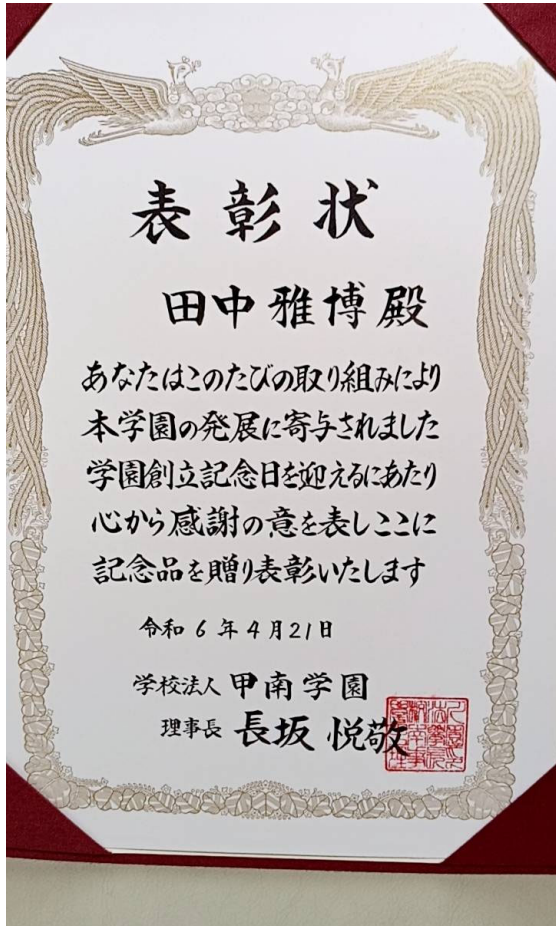 表彰状
田中雅博殿
あなたはこのたびの取り組みにより
本学園の発展に寄与されました
学園創立記念日を迎えるにあたり
心から感謝の意を表しここに
記念品を贈り表彰いたします
令和6年4月21日
学校法人 甲南学園
理事長 長坂 悦敬